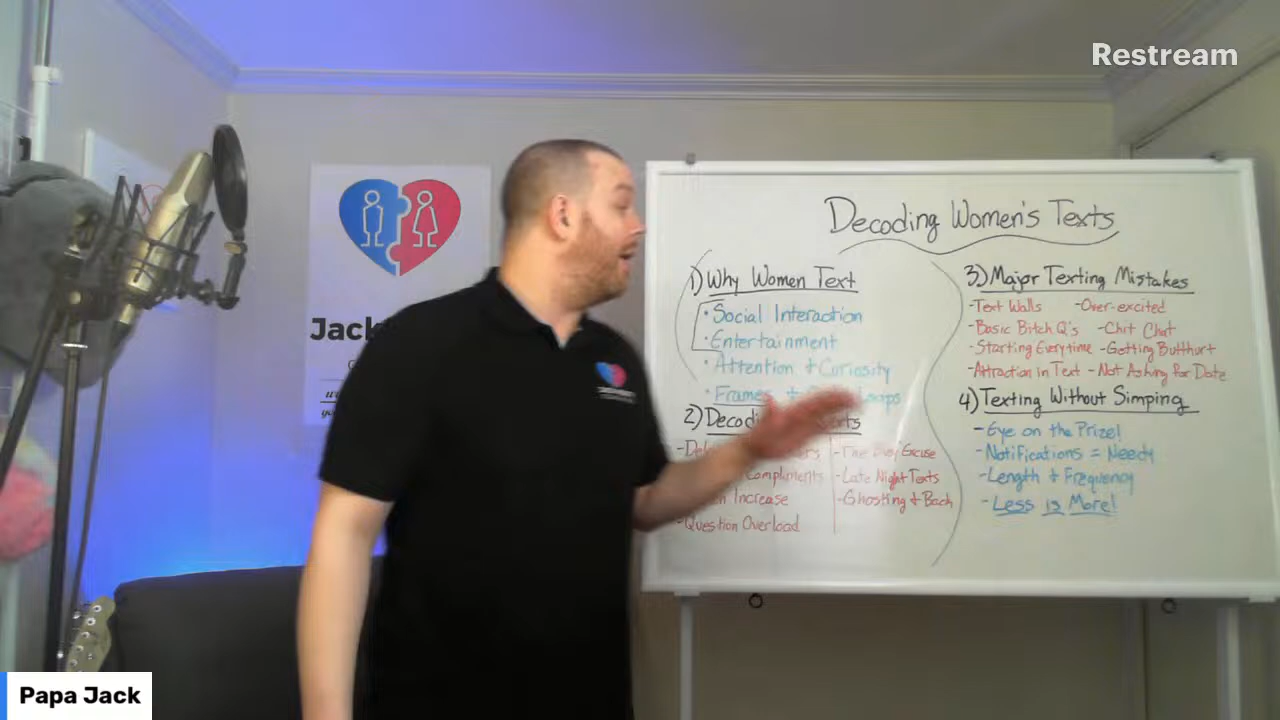 Restream
Jack
Decoding Women's Texts
1) Why Women Text
• Social Interaction
• Entertainment
• Attention + Curiosity
• Frames + Loops
2) Decod
- The Busy Excuse
Compliments
- Late Night Texts
Increase
- Ghosting + Back
- Question Overload
3) Major Texting Mistakes
- Text Walls - Over-excited
- Basic Bitch Q's - Chit Chat
- Starting Everytime - Getting Butthurt
- Attraction in Text - Not Asking for Date
4) Texting Without Simping
- Eye on the Prize!
- Notifications = Needy
- Length + Frequency
- Less is More!
Papa Jack